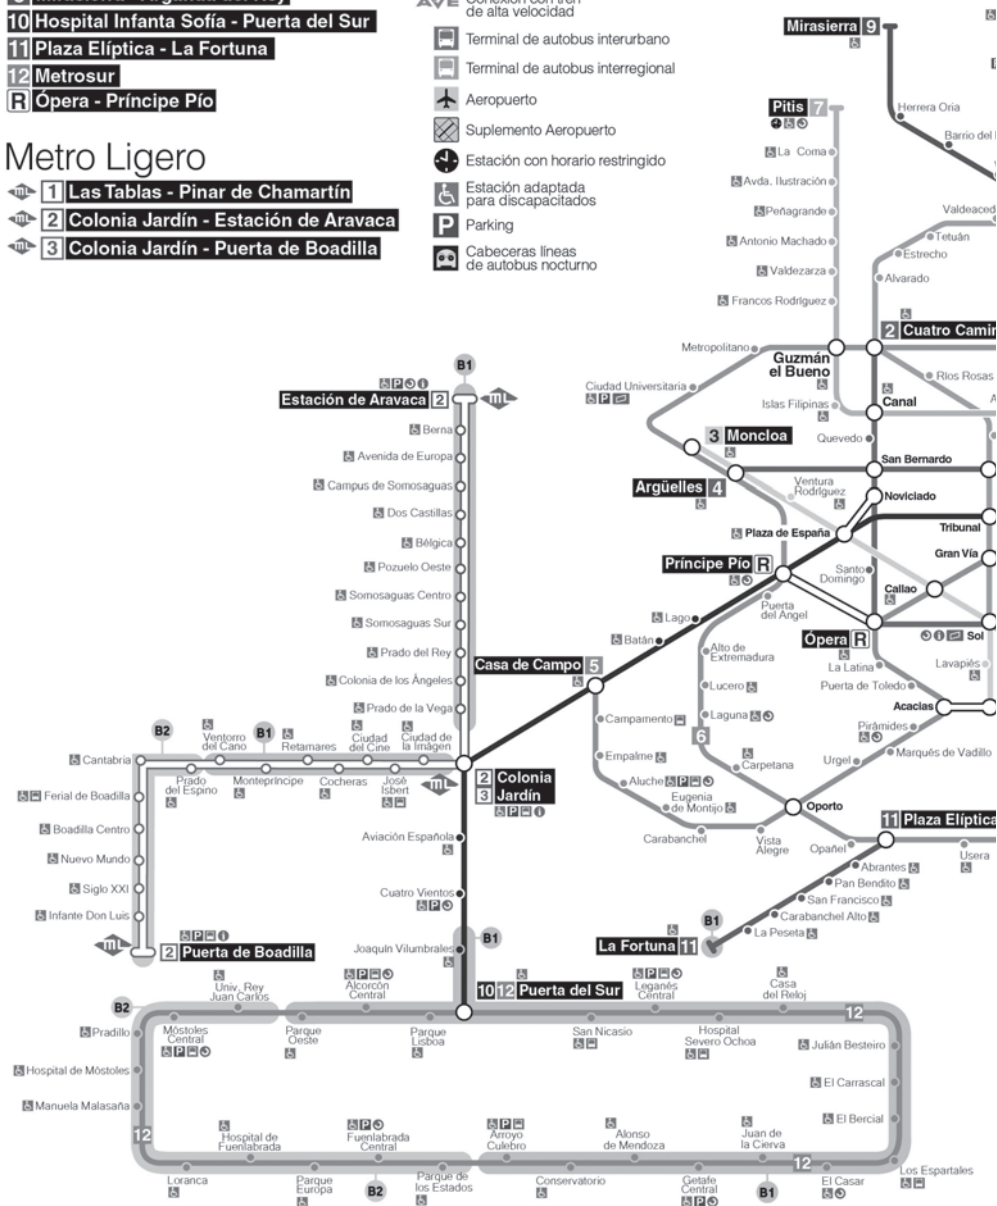 10 Hospital Infanta Sofía - Puerta del Sur
11 Plaza Elíptica - La Fortuna
12 Metrosur
R Ópera - Príncipe Pío
Metro Ligero
mL 1 Las Tablas - Pinar de Chamartín
mL 2 Colonia Jardín - Estación de Aravaca
mL 3 Colonia Jardín - Puerta de Boadilla
AVE Conexión con tren
de alta velocidad
Terminal de autobus interurbano
Terminal de autobus interregional
Aeropuerto
Suplemento Aeropuerto
Estación con horario restringido
Estación adaptada
para discapacitados
P Parking
Cabeceras líneas
de autobus nocturno
Mirasierra 9
Herrera Oria
Barrio del
Pitis 7
La Coma
Avda. Ilustración
Peñagrande
Antonio Machado
Valdezarza
Francos Rodríguez
Valdeaced
Tetuán
Estrecho
Alvarado
2 Cuatro Camin
Metropolitano
Guzmán
el Bueno
Ciudad Universitaria
P
Islas Filipinas
Ríos Rosas
Canal
Quevedo
3 Moncloa
Argüelles 4
San Bernardo
Ventura
Rodríguez
Noviciado
Plaza de España
Tribunal
Príncipe Pío R
Santo
Domingo
Gran Vía
Callao
Puerta
del Angel
Ópera R
Sol
Lago
Batán
La Latina
Lavapiés
Alto de
Extremadura
Puerta de Toledo
Acacias
Casa de Campo 5
Lucero
Laguna
6
Campamento
Pirámides
Marqués de Vadillo
Urgel
Carpetana
Empalme
Aluche P
Eugenia
de Montijo
Oporto
Carabanchel
Vista
Alegre
Opañel
11 Plaza Elíptica
Usera
Abrantes
Pan Bendito
San Francisco
Carabanchel Alto
La Peseta
B1
La Fortuna 11
B1
P
Estación de Aravaca 2
mL
Berna
Avenida de Europa
Campus de Somosaguas
Dos Castillas
Bélgica
Pozuelo Oeste
Somosaguas Centro
Somosaguas Sur
Prado del Rey
Colonia de los Ángeles
Prado de la Vega
B2
Ventorro
del Cano
B1
Retamares
Ciudad
del Cine
Ciudad de
la Imágen
Cantabria
Prado
del Espino
Montepríncipe
Cocheras
José
Isbert
mL
2 Colonia
3 Jardín
P
Ferial de Boadilla
Boadilla Centro
Nuevo Mundo
Siglo XXI
Infante Don Luis
mL
P
2 Puerta de Boadilla
Aviación Española
Cuatro Vientos
P
Joaquín Vilumbrales
B1
10 12 Puerta del Sur
Univ. Rey
Juan Carlos
P
Alcorcón
Central
P
Leganés
Central
Casa
del Reloj
B2
12
Móstoles
Central
P
Parque
Oeste
Parque
Lisboa
San Nicasio
Hospital
Severo Ochoa
Pradillo
Hospital de Móstoles
Manuela Malasaña
12
Julián Besteiro
El Carrascal
El Bercial
Hospital de
Fuenlabrada
P
Fuenlabrada
Central
P
Arroyo
Culebro
Alonso
de Mendoza
Juan de
la Cierva
12
Loranca
Parque
Europa
B2
Parque de
los Estados
Conservatorio
Getafe
Central
P
B1
El Casar
Los Espartales